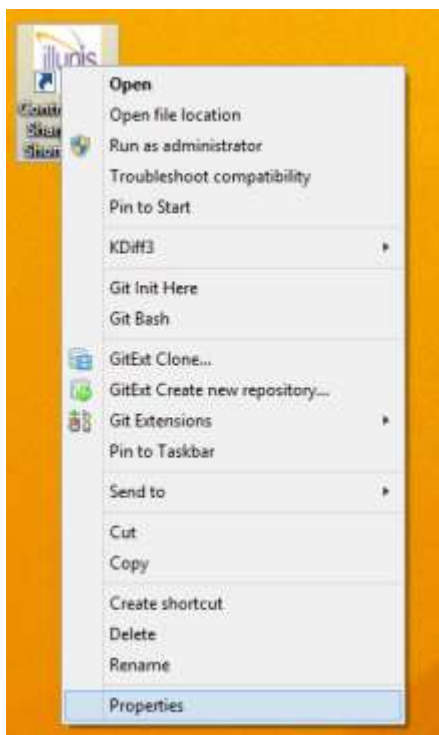 illunis
Open
Open file location
Run as administrator
Troubleshoot compatibility
Pin to Start
KDiff3
Git Init Here
Git Bash
GitExt Clone...
GitExt Create new repository...
Git Extensions
Pin to Taskbar
Send to
Cut
Copy
Create shortcut
Delete
Rename
Properties